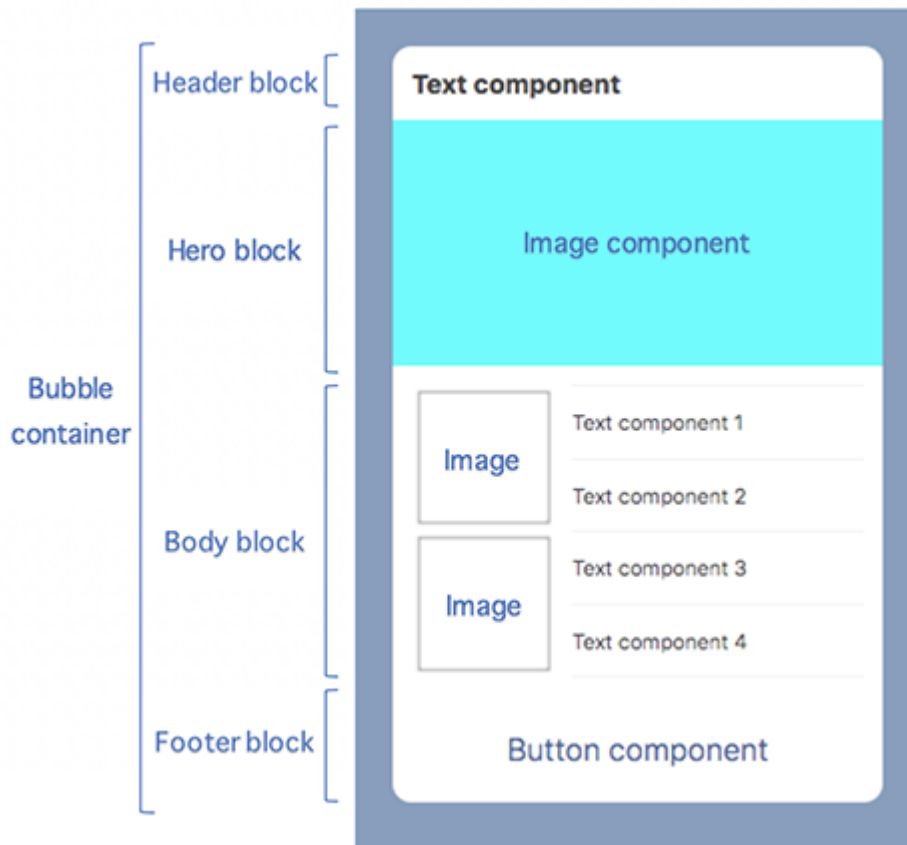 Header block
Text component
Hero block
Image component
Bubble
container
Body block
Image
Text component 1
Text component 2
Image
Text component 3
Text component 4
Footer block
Button component